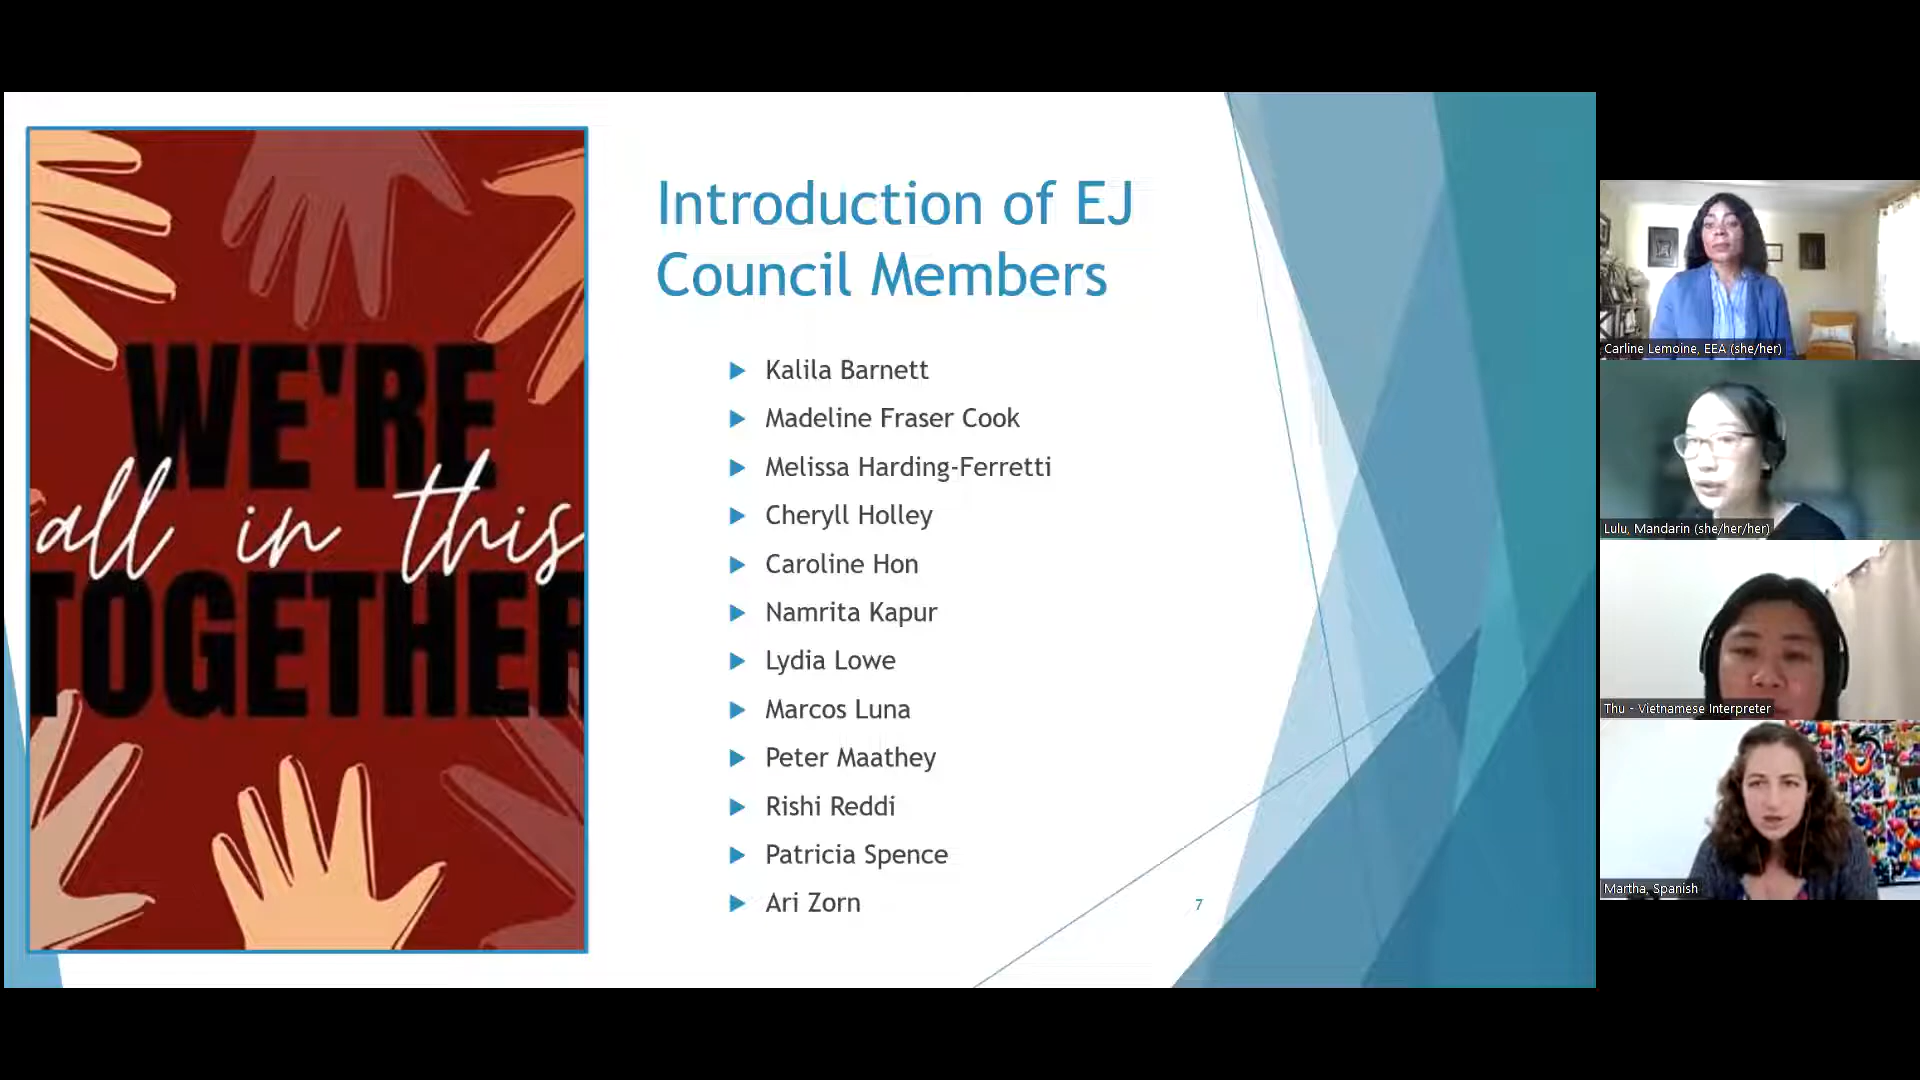 WE'RE
all in this
TOGETHER
Introduction of EJ
Council Members
Kalila Barnett
Madeline Fraser Cook
Melissa Harding-Ferretti
Cheryll Holley
Caroline Hon
Namrita Kapur
Lydia Lowe
Marcos Luna
Peter Maathey
Rishi Reddi
Patricia Spence
Ari Zorn
7
Carline Lemoine, EEA (she/her)
Lulu, Mandarin (she/her/her)
Thu - Vietnamese Interpreter
Martha, Spanish